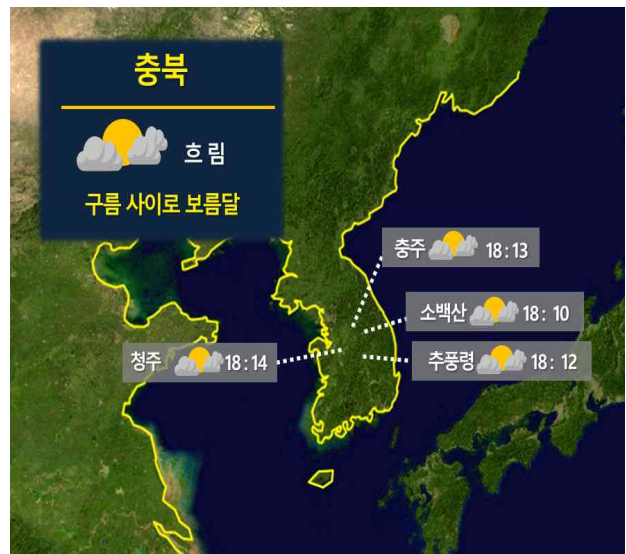 충북
흐림
구름 사이로 보름달
충주 18:13
소백산 18:10
청주 18:14
추풍령 18:12